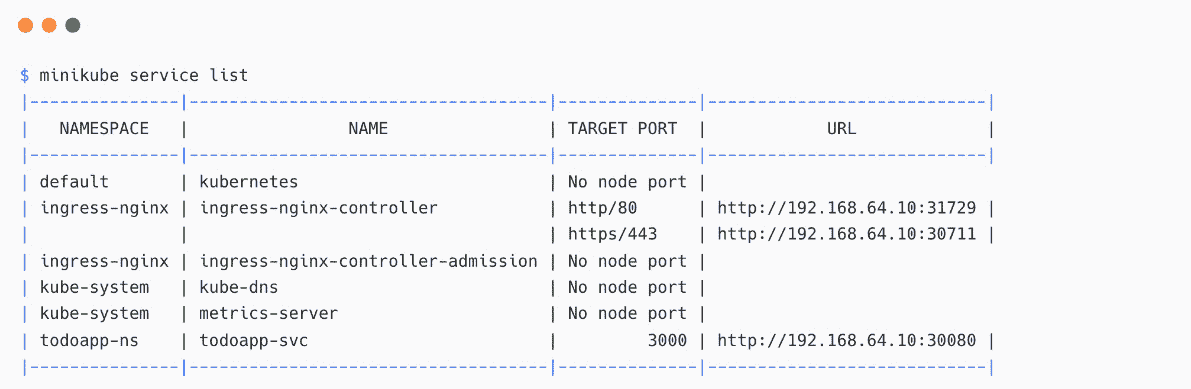 $ minikube service list
|---------------|------------------------------------|--------------|----------------------------|
|   NAMESPACE   |                NAME                | TARGET PORT  |            URL             |
|---------------|------------------------------------|--------------|----------------------------|
| default       | kubernetes                         | No node port |
| ingress-nginx | ingress-nginx-controller           | http/80      | http://192.168.64.10:31729 |
|               |                                    | https/443    | http://192.168.64.10:30711 |
| ingress-nginx | ingress-nginx-controller-admission | No node port |
| kube-system   | kube-dns                           | No node port |
| kube-system   | metrics-server                     | No node port |
| todoapp-ns    | todoapp-svc                        |         3000 | http://192.168.64.10:30080 |
|---------------|------------------------------------|--------------|----------------------------|